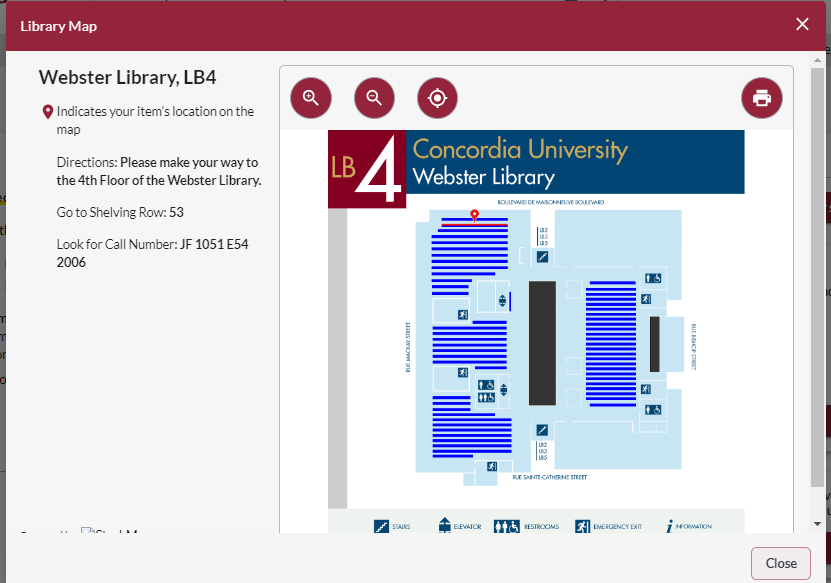 Library Map
Webster Library, LB4
Indicates your item's location on the
map
Directions: Please make your way to
the 4th Floor of the Webster Library.
Go to Shelving Row: 53
Look for Call Number: JF 1051 E54
2006
LB 4
Concordia University
Webster Library
BOULEVARD DE MAISONNEUVE BOULEVARD
LB2
LB3
LB5
RUE MACKAY STREET
RUE BISHOP STREET
LB2
LB3
LB5
RUE SAINTE-CATHERINE STREET
STAIRS
ELEVATOR
RESTROOMS
EMERGENCY EXIT
INFORMATION
Close